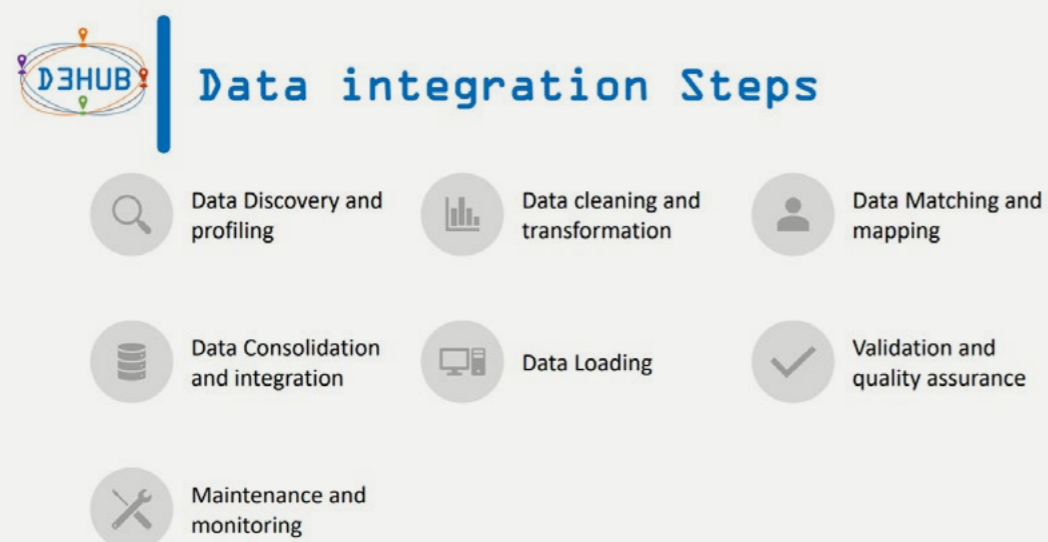 D3HUB
Data integration Steps
Data Discovery and
profiling
Data cleaning and
transformation
Data Matching and
mapping
Data Consolidation
and integration
Data Loading
Validation and
quality assurance
Maintenance and
monitoring